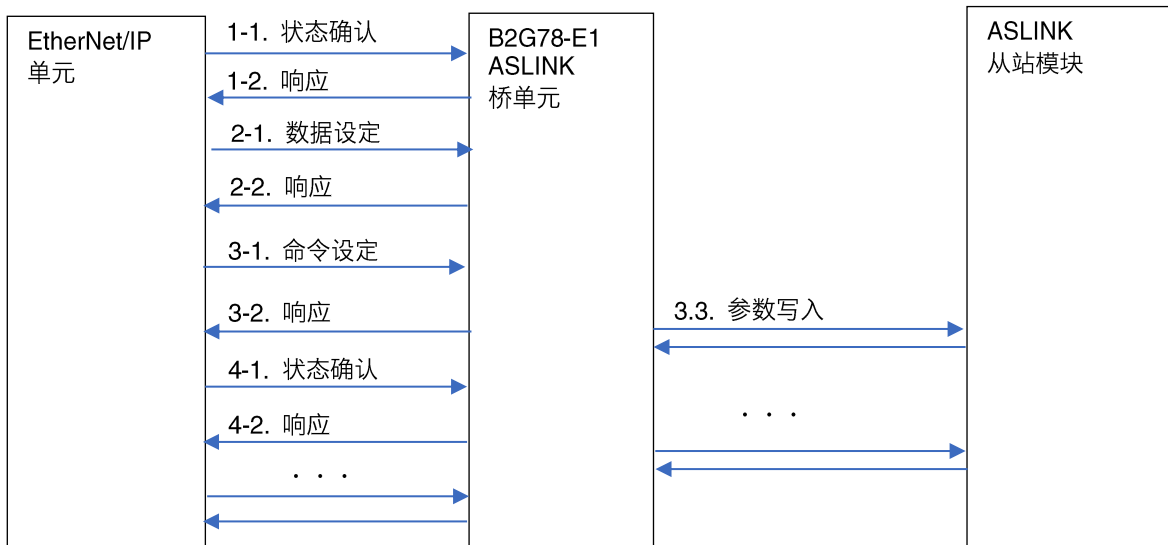 EtherNet/IP
单元
B2G78-E1
ASLINK
桥单元
ASLINK
从站模块
1-1. 状态确认
1-2. 响应
2-1. 数据设定
2-2. 响应
3-1. 命令设定
3-2. 响应
3.3. 参数写入
4-1. 状态确认
4-2. 响应
. . .
. . .